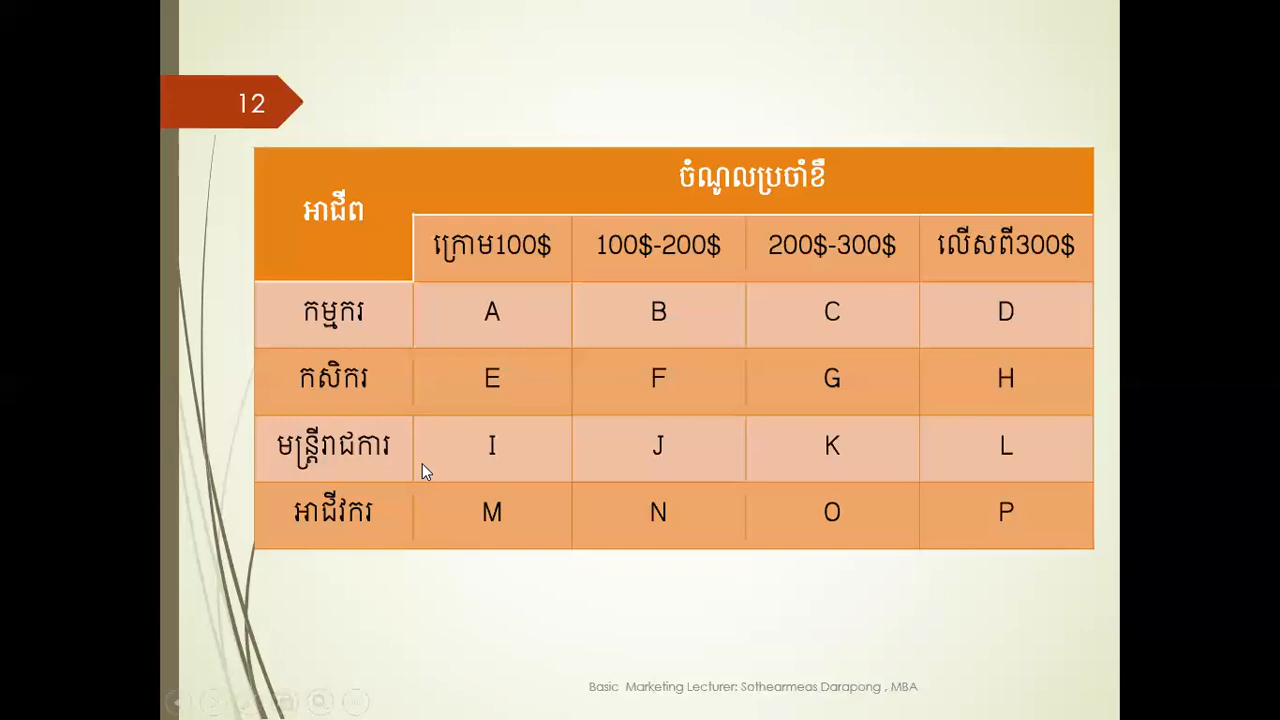 12
ចំណូលប្រចាំខឺ
អាជីព
ក្រោម100$ 100$-200$ 200$-300$ លើសពី300$
កម្មករ A B C D
កសិករ E F G H
មន្ត្រីរាជការ I J K L
អាជីវករ M N O P
Basic Marketing Lecturer: Sothearmeas Darapong , MBA